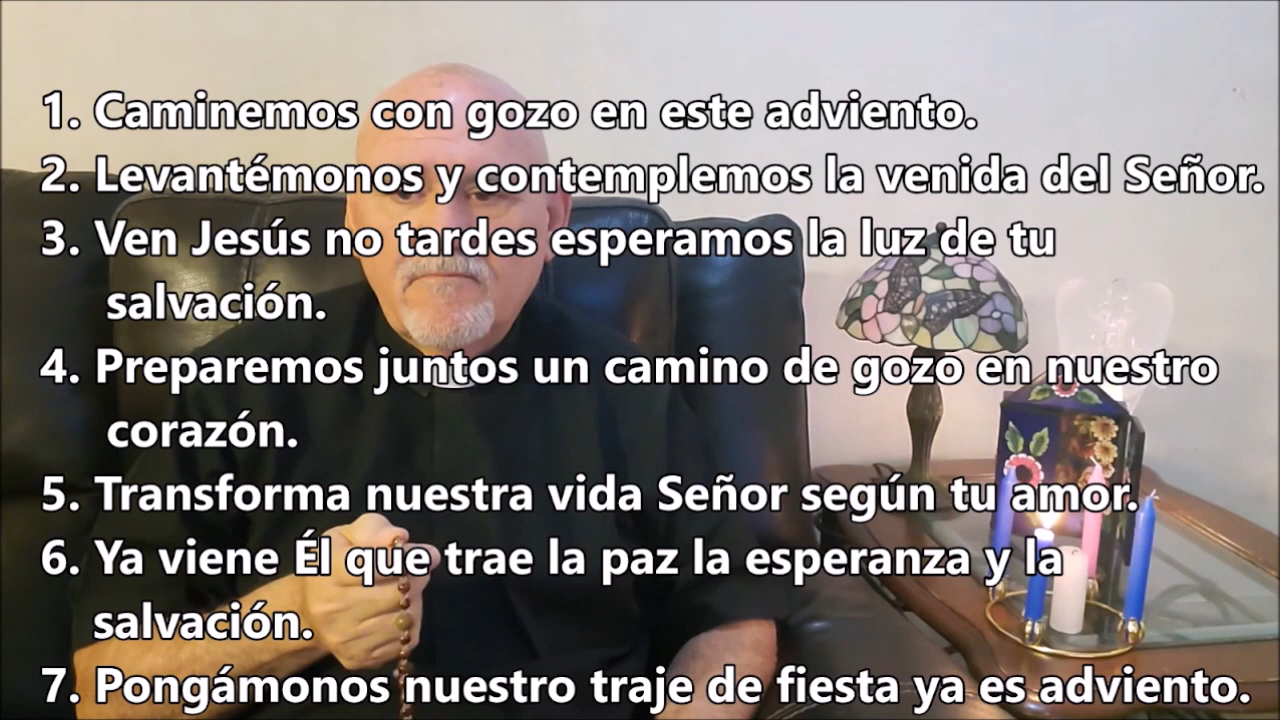 1. Caminemos con gozo en este adviento.
2. Levantémonos y contemplemos la venida del Señor.
3. Ven Jesús no tardes esperamos la luz de tu
salvación.
4. Preparemos juntos un camino de gozo en nuestro
corazón.
5. Transforma nuestra vida Señor según tu amor.
6. Ya viene Él que trae la paz la esperanza y la
salvación.
7. Pongámonos nuestro traje de fiesta ya es adviento.